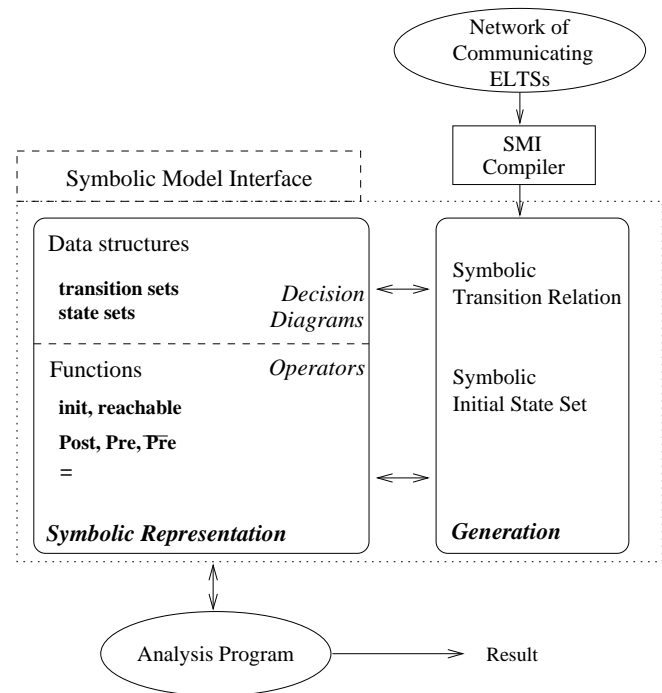 Network of
Communicating
ELTSs
SMI
Compiler
Symbolic Model Interface
Data structures
transition sets
state sets
Decision
Diagrams
Functions
Operators
init, reachable
Post, Pre, P̅r̅e
=
Symbolic Representation
Symbolic
Transition Relation
Symbolic
Initial State Set
Generation
Analysis Program
Result